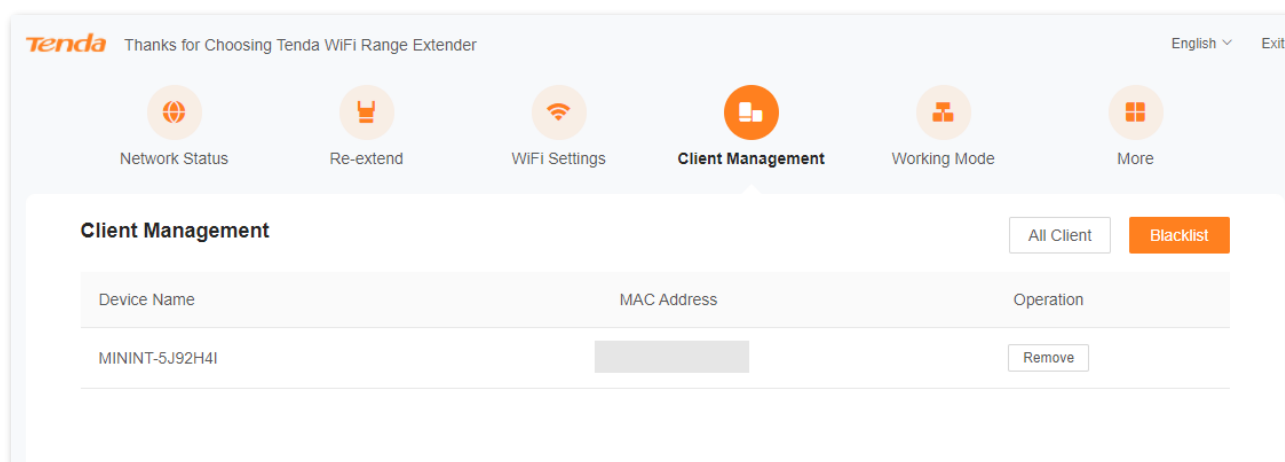 Tenda Thanks for Choosing Tenda WiFi Range Extender English Exit
Network Status Re-extend WiFi Settings Client Management Working Mode More
Client Management All Client Blacklist
Device Name MAC Address Operation
MININT-5J92H4I Remove